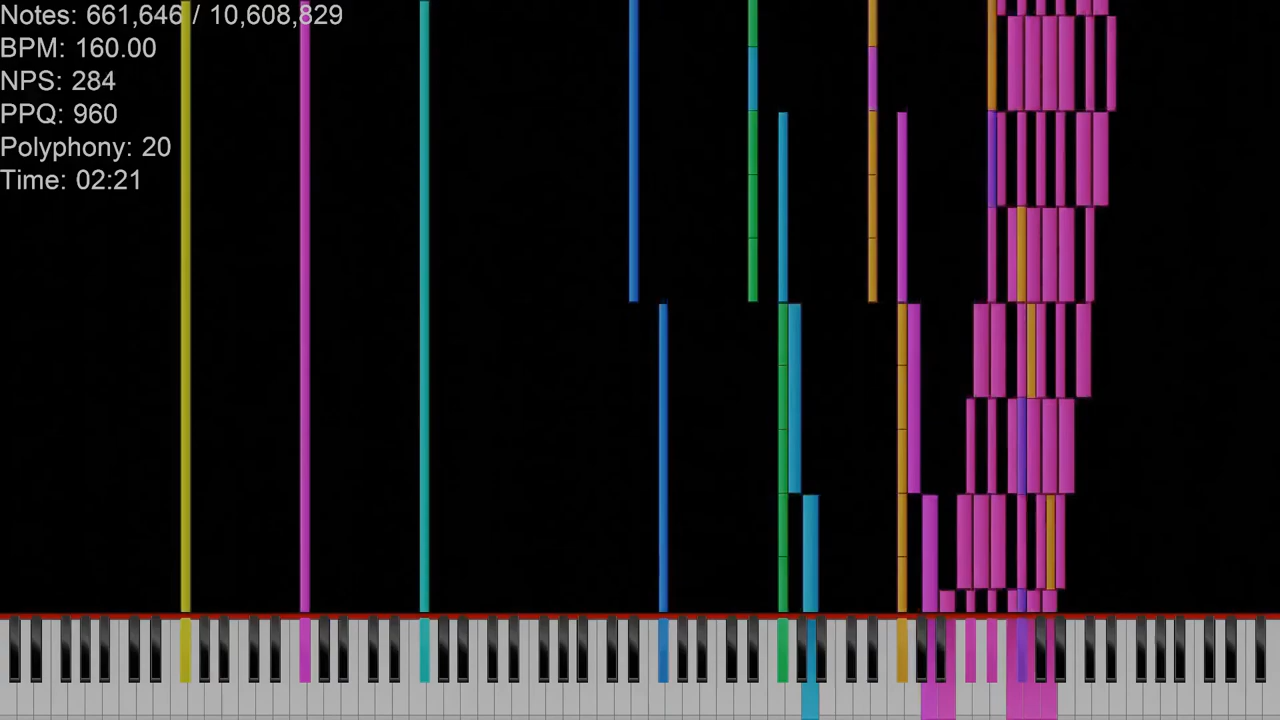 Notes: 661,646 / 10,608,829
BPM: 160.00
NPS: 284
PPQ: 960
Polyphony: 20
Time: 02:21